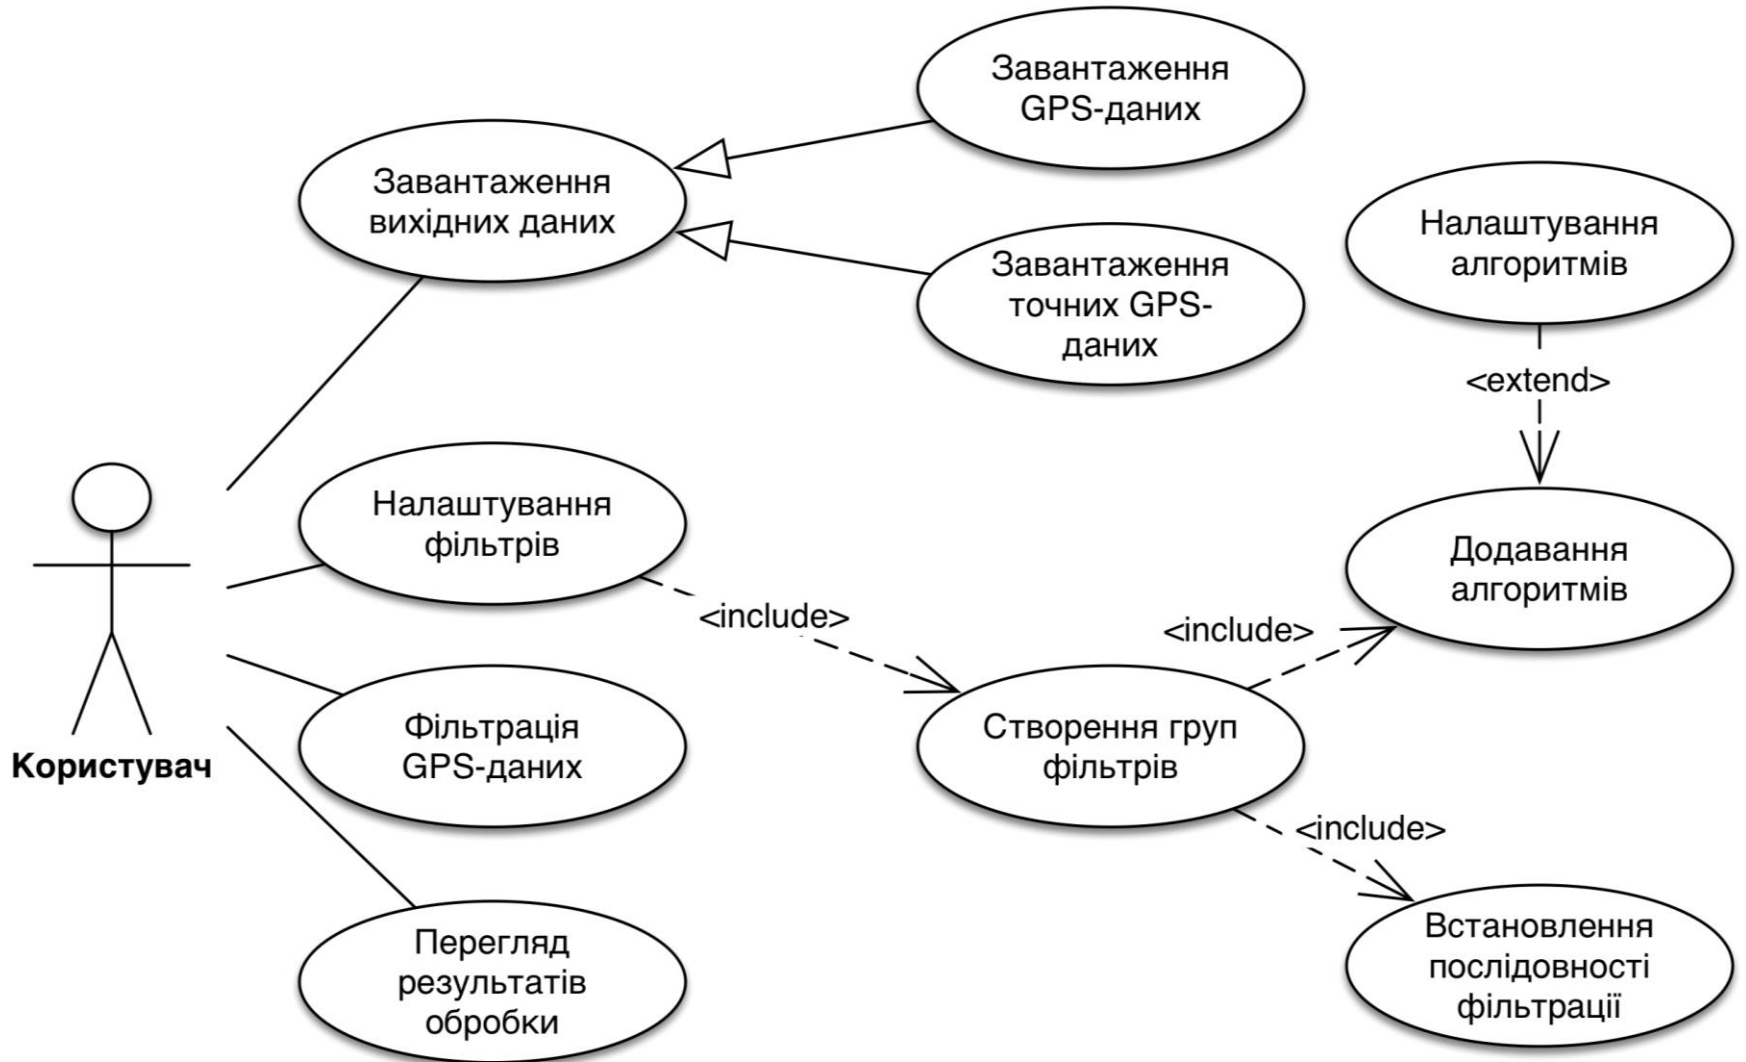 Завантаження
GPS-даних
Завантаження
вихідних даних
Налаштування
алгоритмів
Завантаження
точних GPS-
даних
<extend>
Налаштування
фільтрів
Додавання
алгоритмів
<include>
<include>
Фільтрація
GPS-даних
Створення груп
фільтрів
Користувач
<include>
Перегляд
результатів
обробки
Встановлення
послідовності
фільтрації